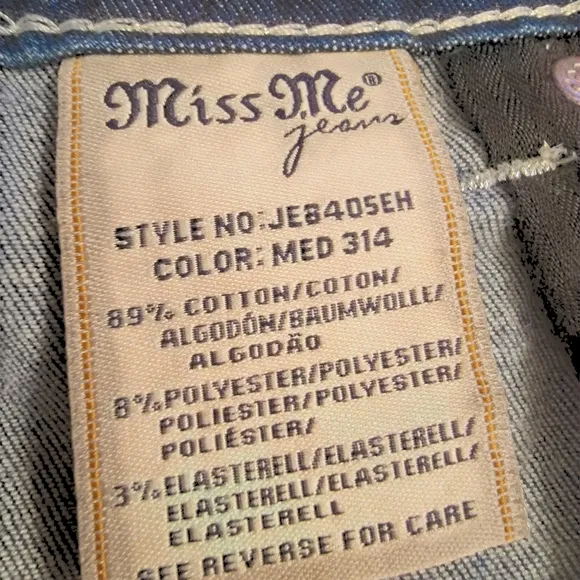 Miss Me®
jeans
STYLE NO: JE8405EH
COLOR: MED 314
89% COTTON/COTON/
ALGODÓN/BAUMWOLLE/
ALGODÃO
8% POLYESTER/POLYESTER/
POLIESTER/POLYESTER/
POLIÉSTER/
3% ELASTERELL/ELASTERELL/
ELASTERELL/ELASTERELL/
ELASTERELL
SEE REVERSE FOR CARE